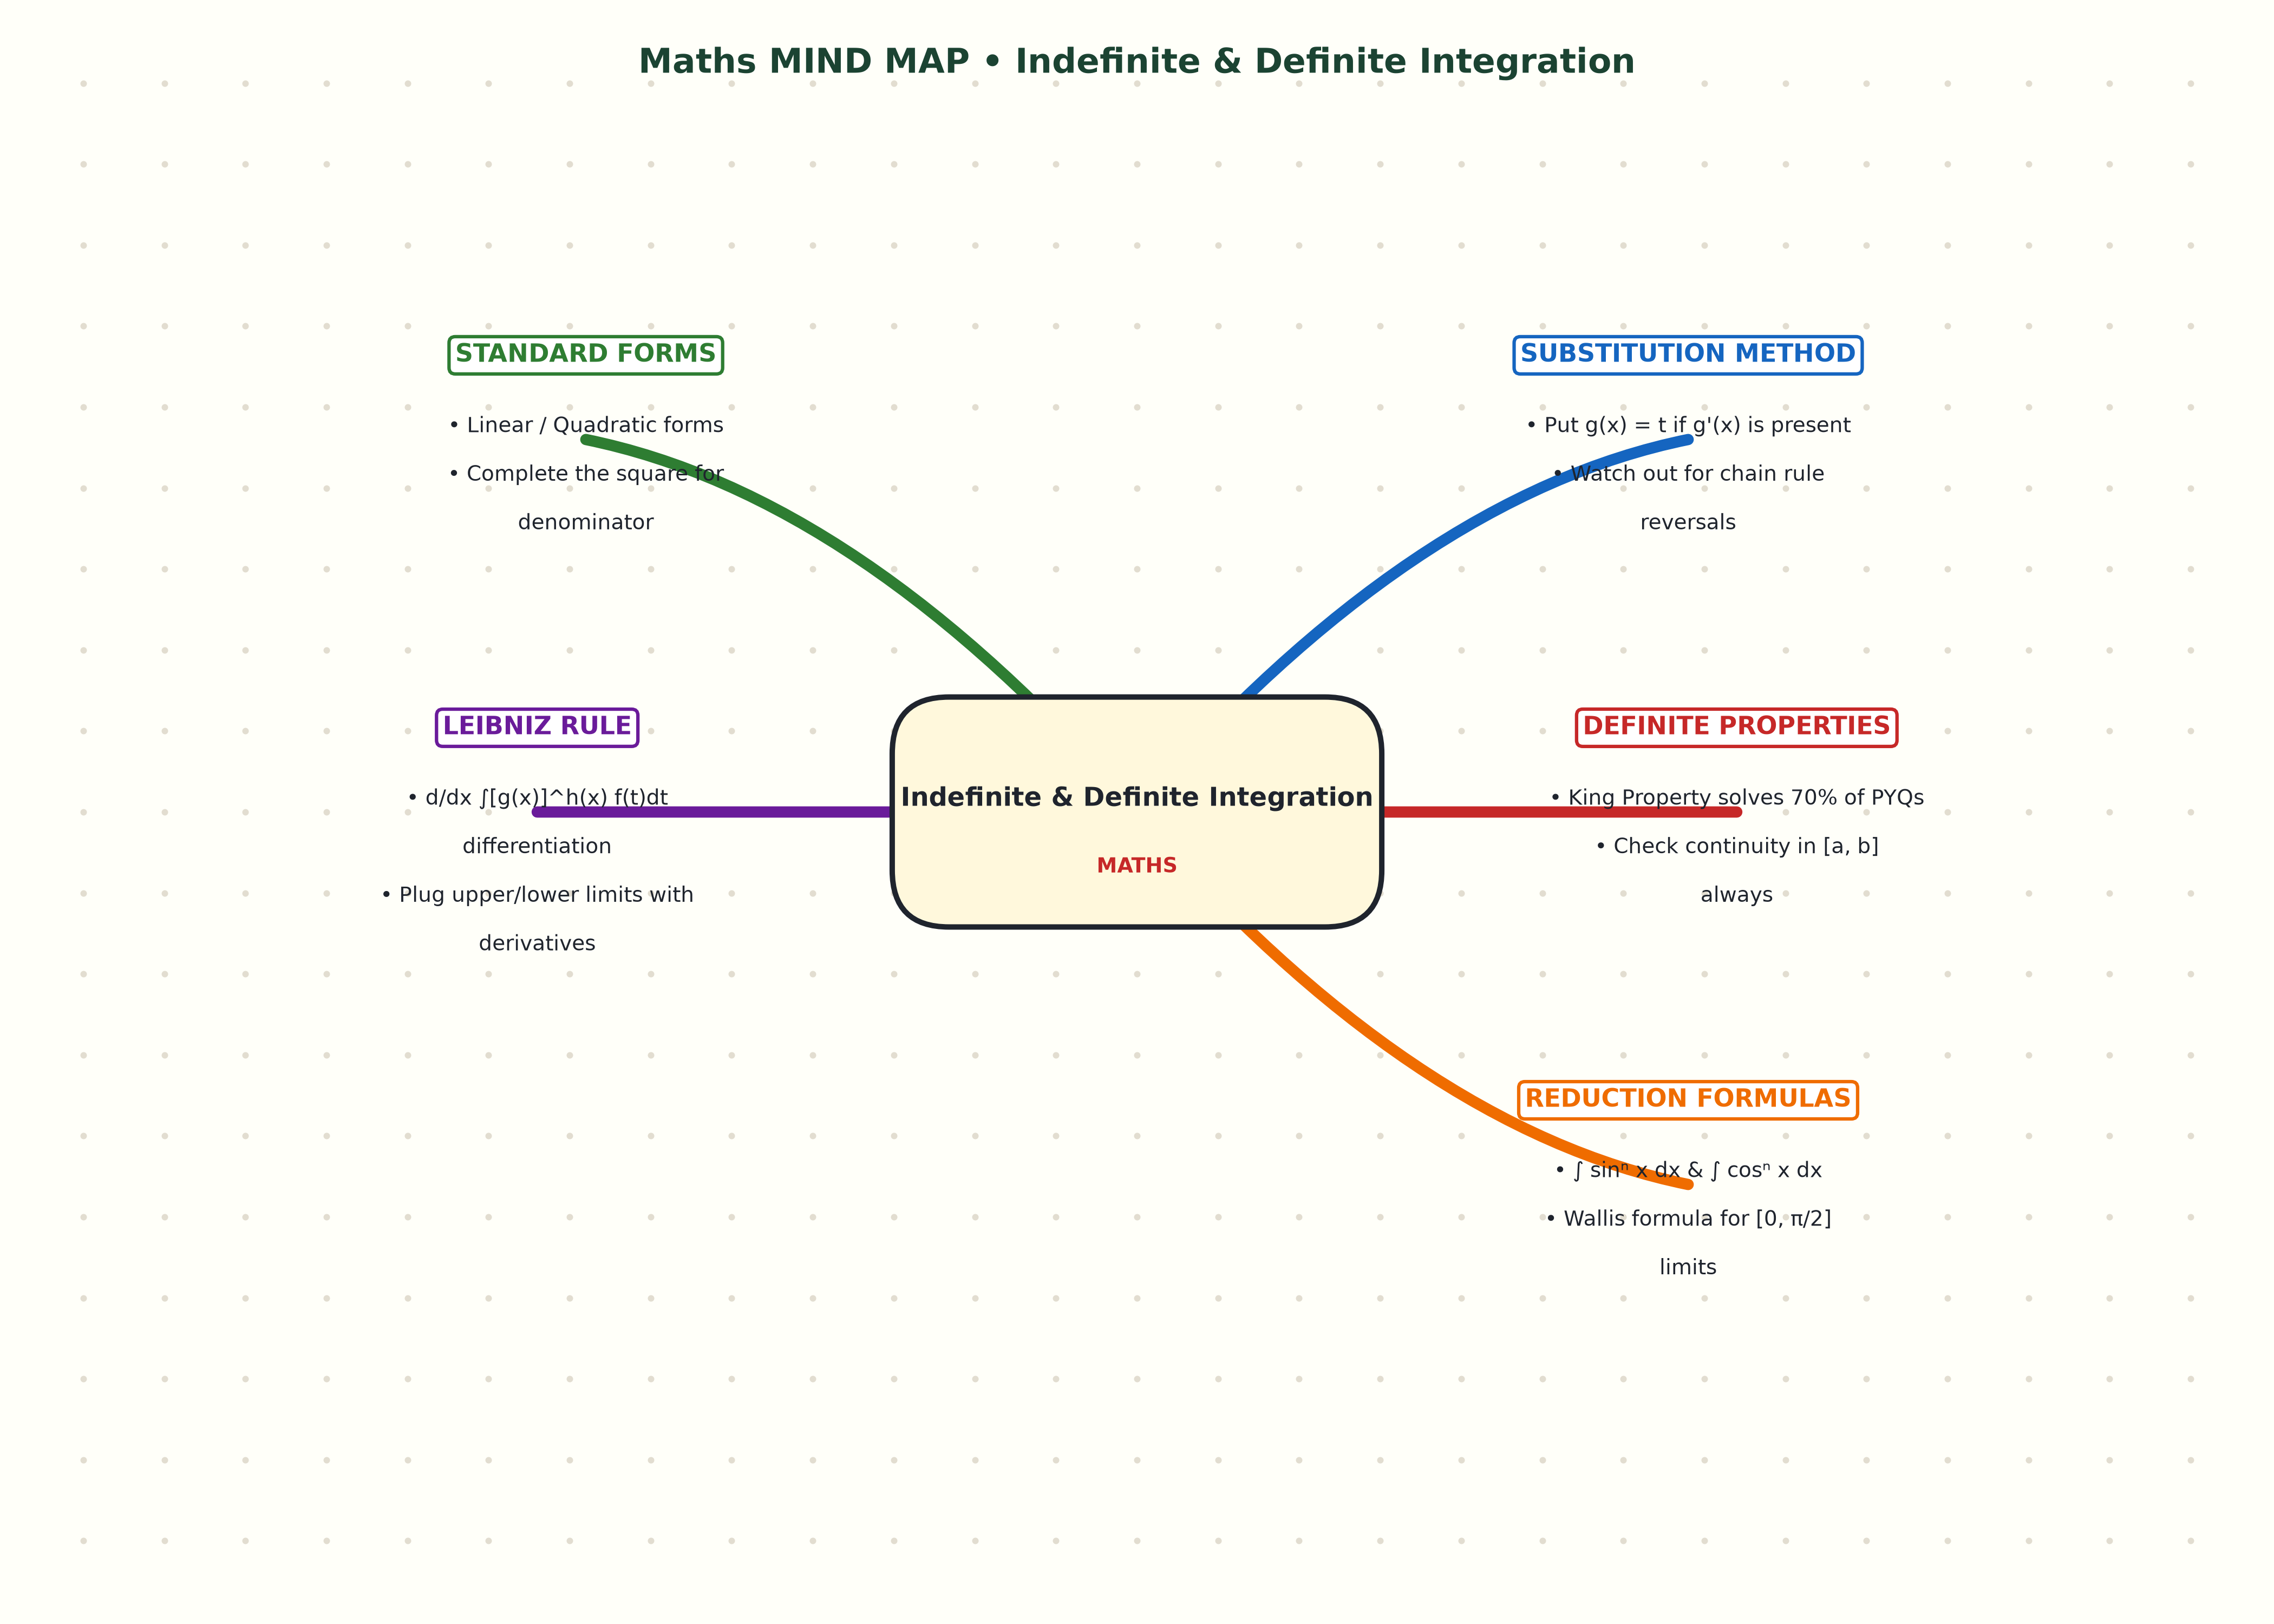 Maths MIND MAP • Indefinite & Definite Integration
STANDARD FORMS
• Linear / Quadratic forms
• Complete the square for
denominator
SUBSTITUTION METHOD
• Put g(x) = t if g'(x) is present
• Watch out for chain rule
reversals
LEIBNIZ RULE
• d/dx ∫[g(x)]^h(x) f(t)dt
differentiation
• Plug upper/lower limits with
derivatives
Indefinite & Definite Integration
MATHS
DEFINITE PROPERTIES
• King Property solves 70% of PYQs
• Check continuity in [a, b]
always
REDUCTION FORMULAS
• ∫ sinⁿ x dx & ∫ cosⁿ x dx
• Wallis formula for [0, π/2]
limits